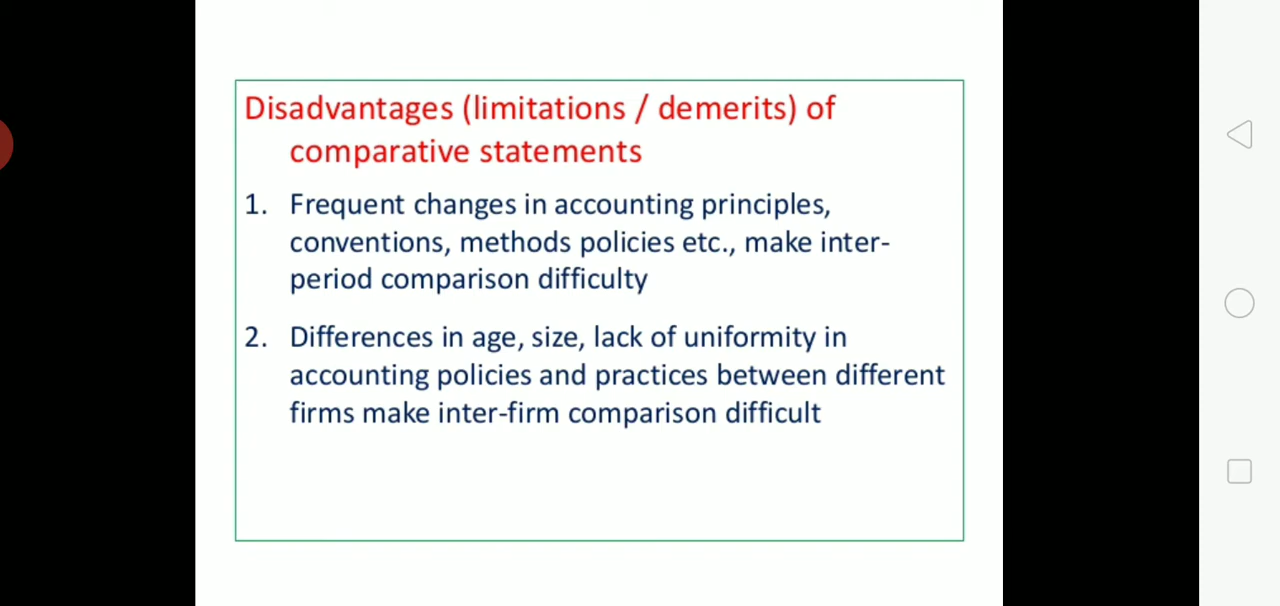 Disadvantages (limitations / demerits) of
comparative statements
1. Frequent changes in accounting principles,
conventions, methods policies etc., make inter-
period comparison difficulty
2. Differences in age, size, lack of uniformity in
accounting policies and practices between different
firms make inter-firm comparison difficult